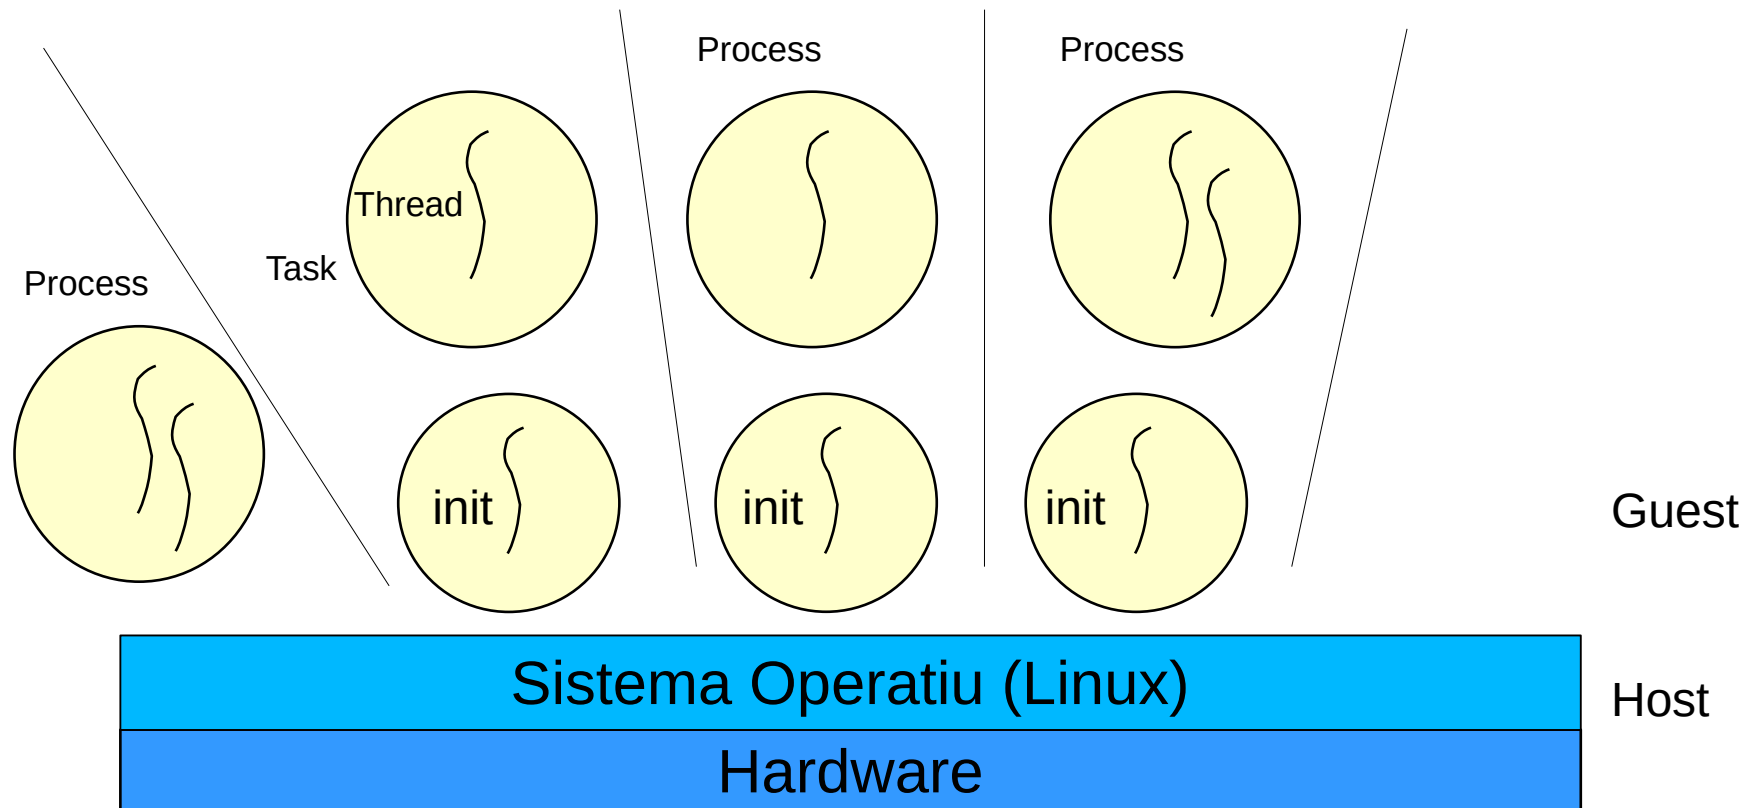 Process
Process
Thread
Task
Process
init
init
init
Guest
Sistema Operatiu (Linux)
Host
Hardware